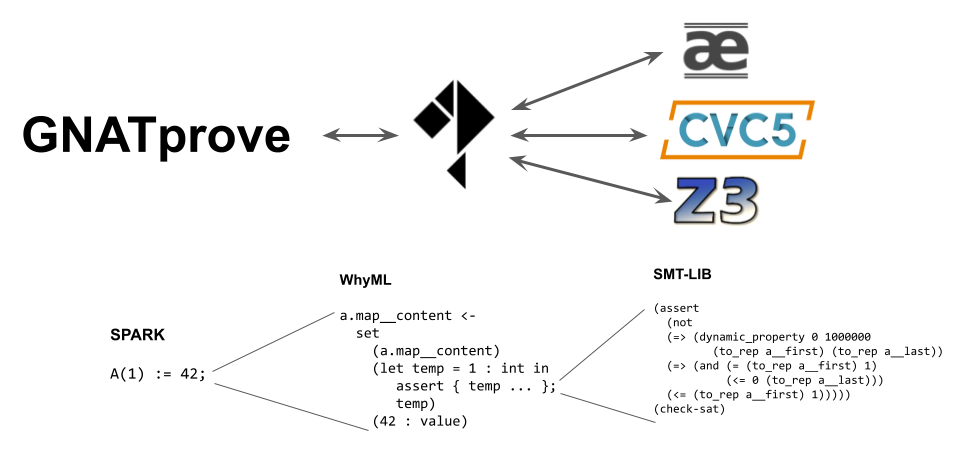 GNATprove
æ
CVC5
Z3
SPARK
A(1) := 42;
WhyML
a.map__content <-
  set
    (a.map__content)
    (let temp = 1 : int in
       assert { temp ... };
       temp)
    (42 : value)
SMT-LIB
(assert
  (not
  (=> (dynamic_property 0 1000000
         (to_rep a__first) (to_rep a__last))
  (=> (and (= (to_rep a__first) 1)
           (<= 0 (to_rep a__last)))
  (<= (to_rep a__first) 1)))))
(check-sat)